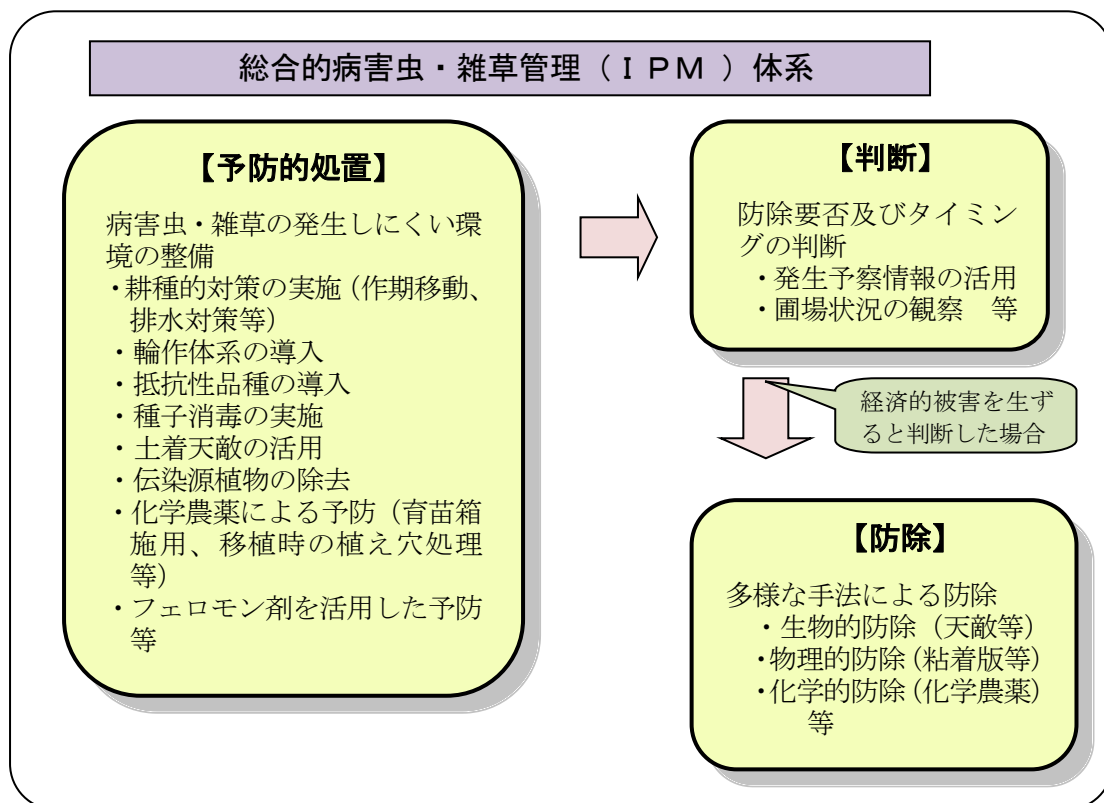 総合的病害虫・雑草管理（ＩＰＭ）体系
【予防的処置】
病害虫・雑草の発生しにくい環
境の整備
・耕種的対策の実施（作期移動、
排水対策等）
・輪作体系の導入
・抵抗性品種の導入
・種子消毒の実施
・土着天敵の活用
・伝染源植物の除去
・化学農薬による予防（育苗箱
施用、移植時の植え穴処理
等）
・フェロモン剤を活用した予防
等
【判断】
防除要否及びタイミン
グの判断
・発生予察情報の活用
・圃場状況の観察　等
経済的被害を生ず
ると判断した場合
【防除】
多様な手法による防除
・生物的防除（天敵等）
・物理的防除（粘着版等）
・化学的防除（化学農薬）
等